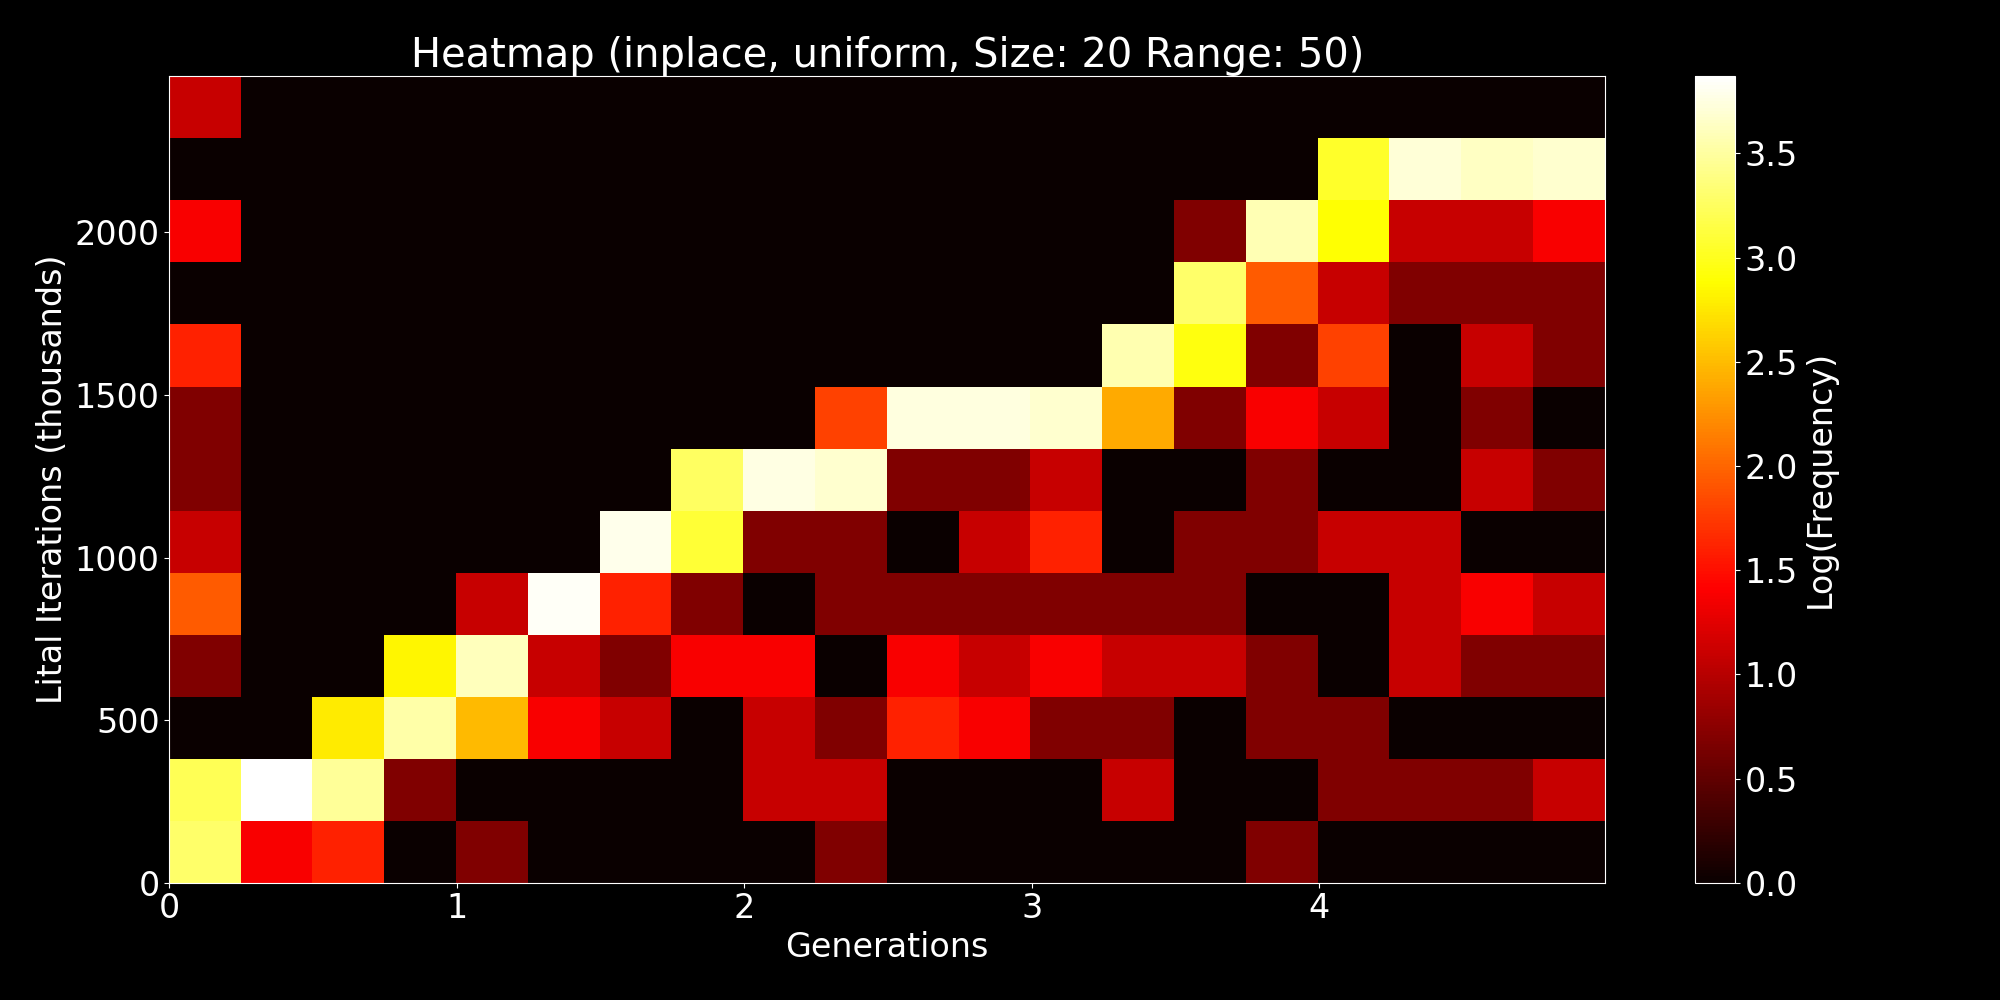 Heatmap (inplace, uniform, Size: 20 Range: 50)
Lital Iterations (thousands)
2000
1500
1000
500
0
0 1 2 3 4
Generations
3.5
3.0
2.5
2.0
1.5
1.0
0.5
0.0
Log(Frequency)